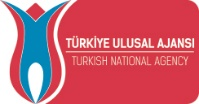 TÜRKİYE ULUSAL AJANSI
TURKISH NATIONAL AGENCY